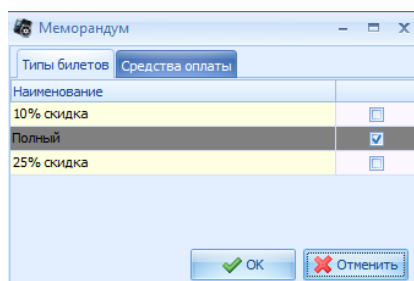 Меморандум
Типы билетов Средства оплаты
Наименование
10% скидка
Полный
25% скидка
OK Отменить